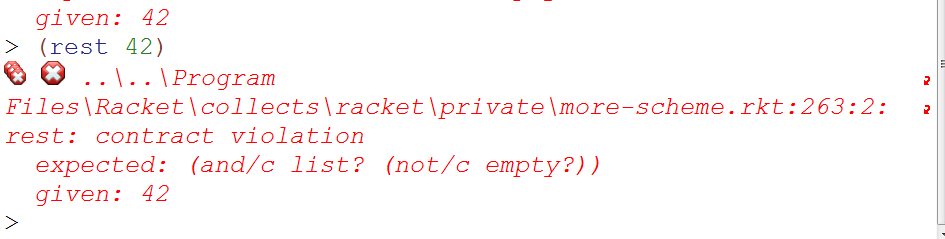 given: 42
> (rest 42)
..\..\Program
Files\Racket\collects\racket\private\more-scheme.rkt:263:2:
rest: contract violation
expected: (and/c list? (not/c empty?))
given: 42
>